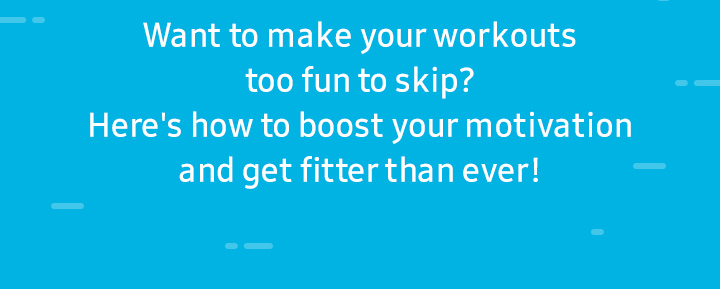 Want to make your workouts
too fun to skip?
Here's how to boost your motivation
and get fitter than ever!